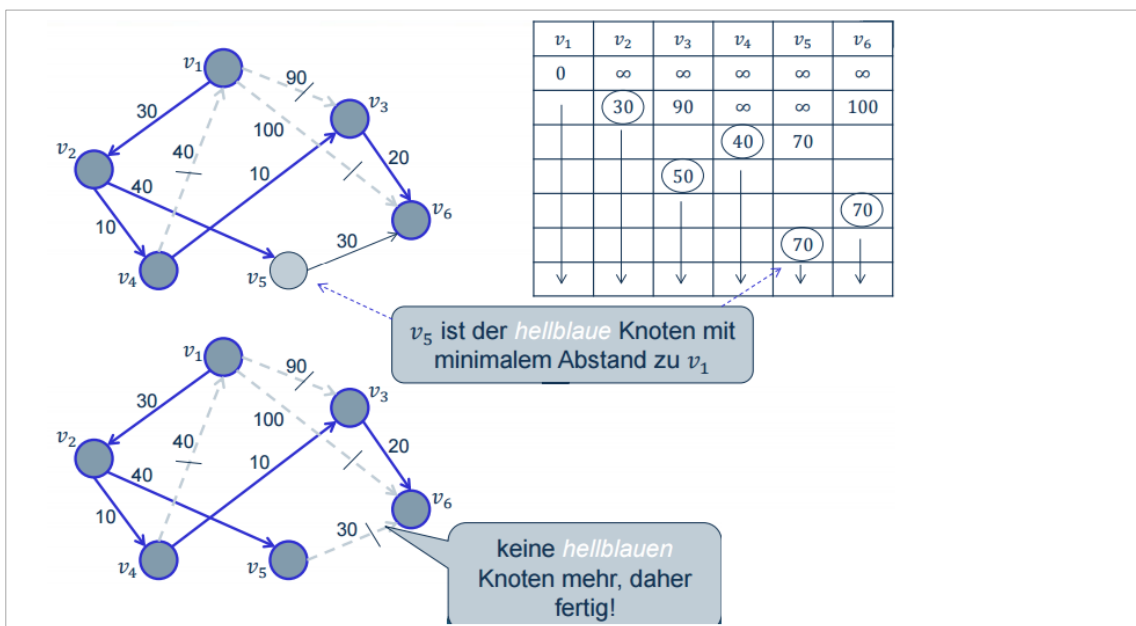 v₁
90
30
v₃
100
v₂
40
20
40
10
v₆
10
30
v₄
v₅
v₁ v₂ v₃ v₄ v₅ v₆
0 ∞ ∞ ∞ ∞ ∞
30 90 ∞ ∞ 100
40 70
50
70
70
v₅ ist der hellblaue Knoten mit
minimalem Abstand zu v₁
v₁
90
30
v₃
100
40
20
v₂
10
40
v₆
10
30
v₄
v₅
keine hellblauen
Knoten mehr, daher
fertig!